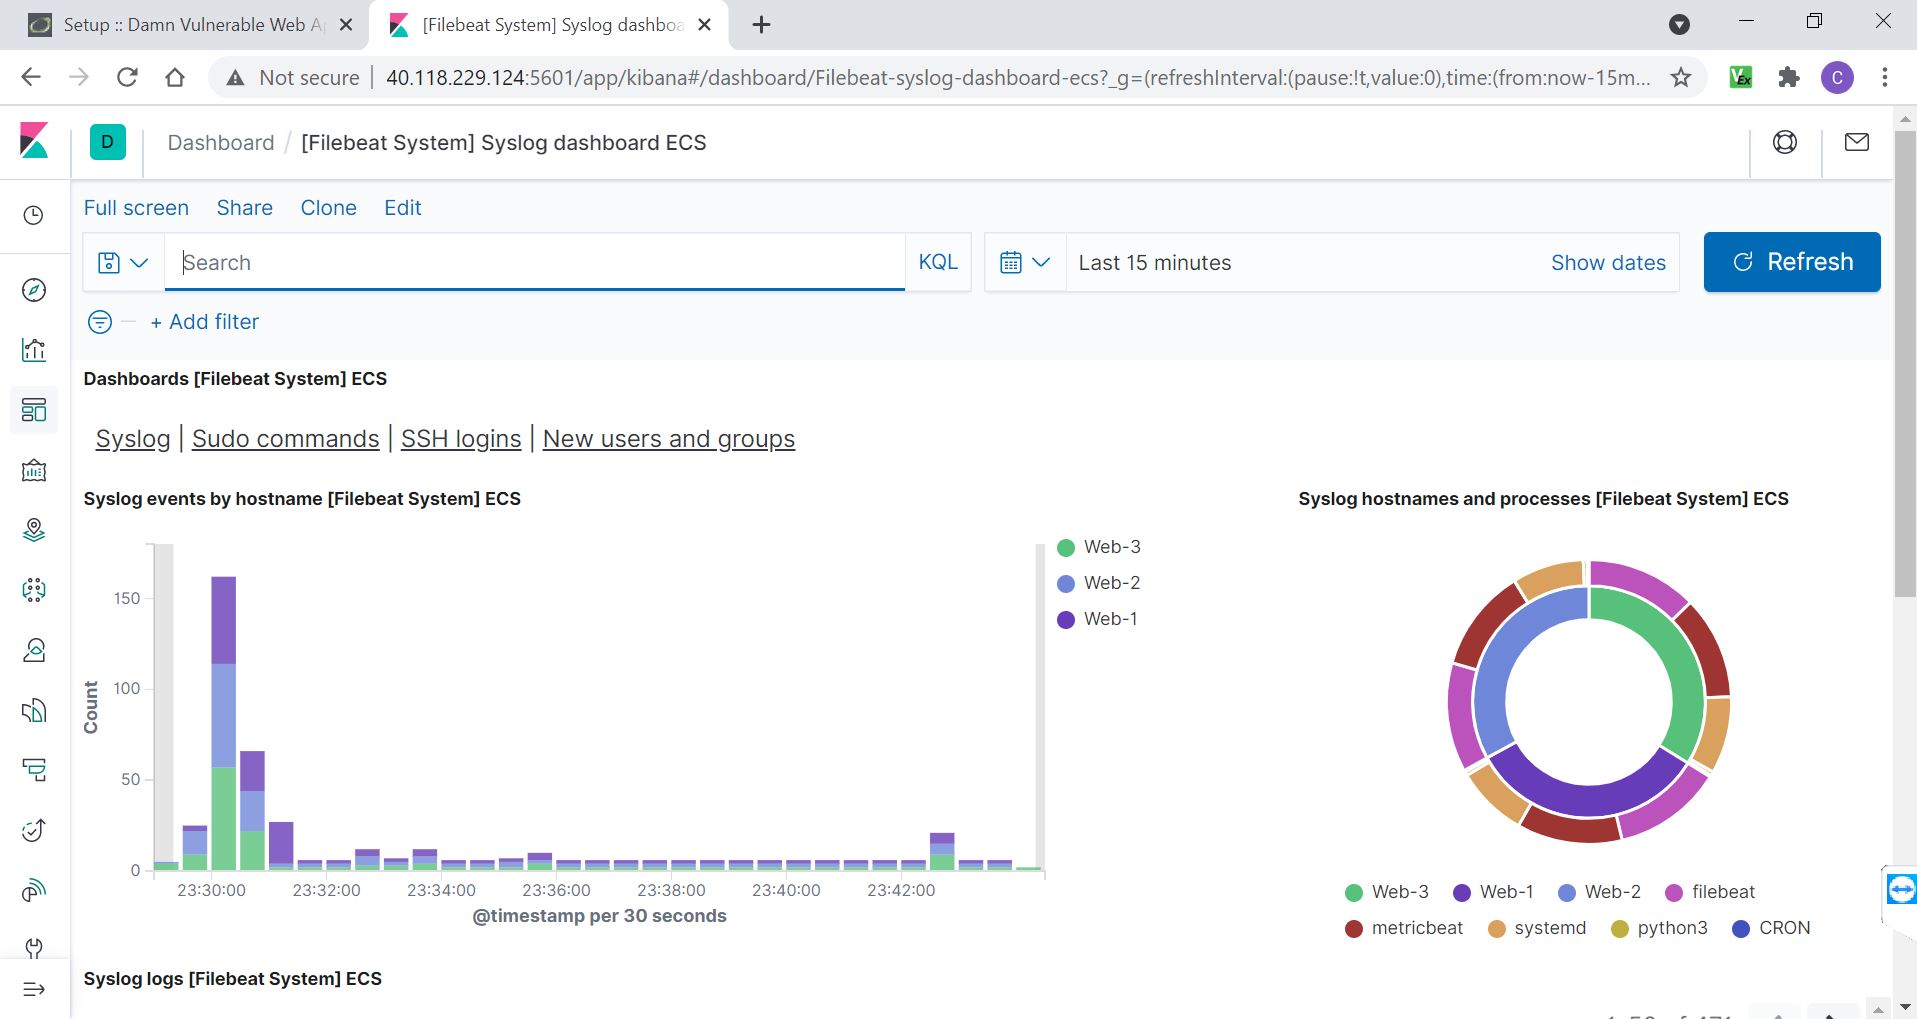 Setup :: Damn Vulnerable Web Ap
[Filebeat System] Syslog dashboa
Not secure
40.118.229.124:5601/app/kibana#/dashboard/Filebeat-syslog-dashboard-ecs?_g=(refreshInterval:(pause:!t,value:0),time:(from:now-15m...
VEx
C
D
Dashboard / [Filebeat System] Syslog dashboard ECS
Full screen Share Clone Edit
Search
KQL
Last 15 minutes
Show dates
Refresh
+ Add filter
Dashboards [Filebeat System] ECS
Syslog | Sudo commands | SSH logins | New users and groups
Syslog events by hostname [Filebeat System] ECS
150
100
50
0
Count
23:30:00 23:32:00 23:34:00 23:36:00 23:38:00 23:40:00 23:42:00
@timestamp per 30 seconds
Web-3
Web-2
Web-1
Syslog hostnames and processes [Filebeat System] ECS
Web-3 Web-1 Web-2 filebeat
metricbeat systemd python3 CRON
Syslog logs [Filebeat System] ECS